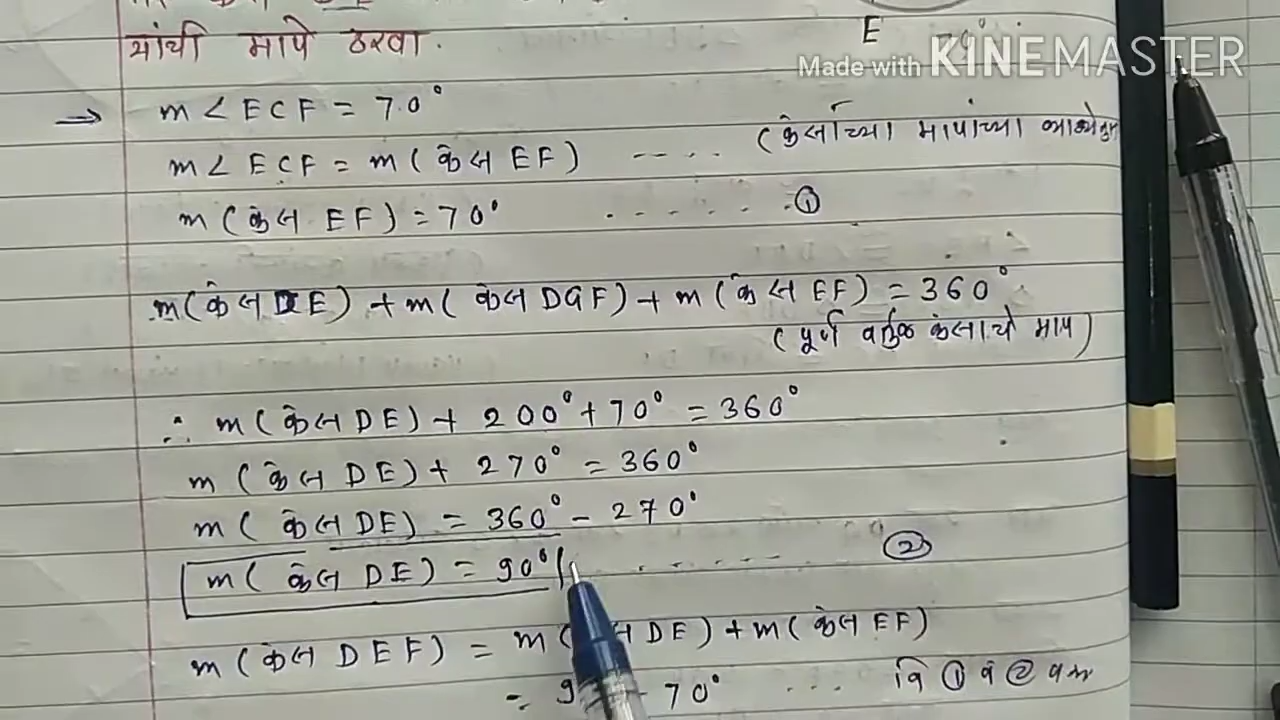 यांची मापे ठरवा.
E
Made with KINEMASTER
→ m < ECF = 70°
(कंसांच्या मापांच्या
m < ECF = m (कंस EF) ----.
m (कंस EF) = 70° ...... ①
m(कंस DE) + m( कंस DGF) + m (कंस EF) = 360°
(पूर्ण वर्तुळ कंसाचे माप)
∴ m (कंस DE) + 200° + 70° = 360°
m (कंस DE) + 270° = 360°
m ( कंस DE) = 360° - 270°
m ( कंस DE) = 90° ...... ②
m (कंस DEF) = m ( DE) + m (कंस EF)
= 9 70° ... वि ① व ② वरून